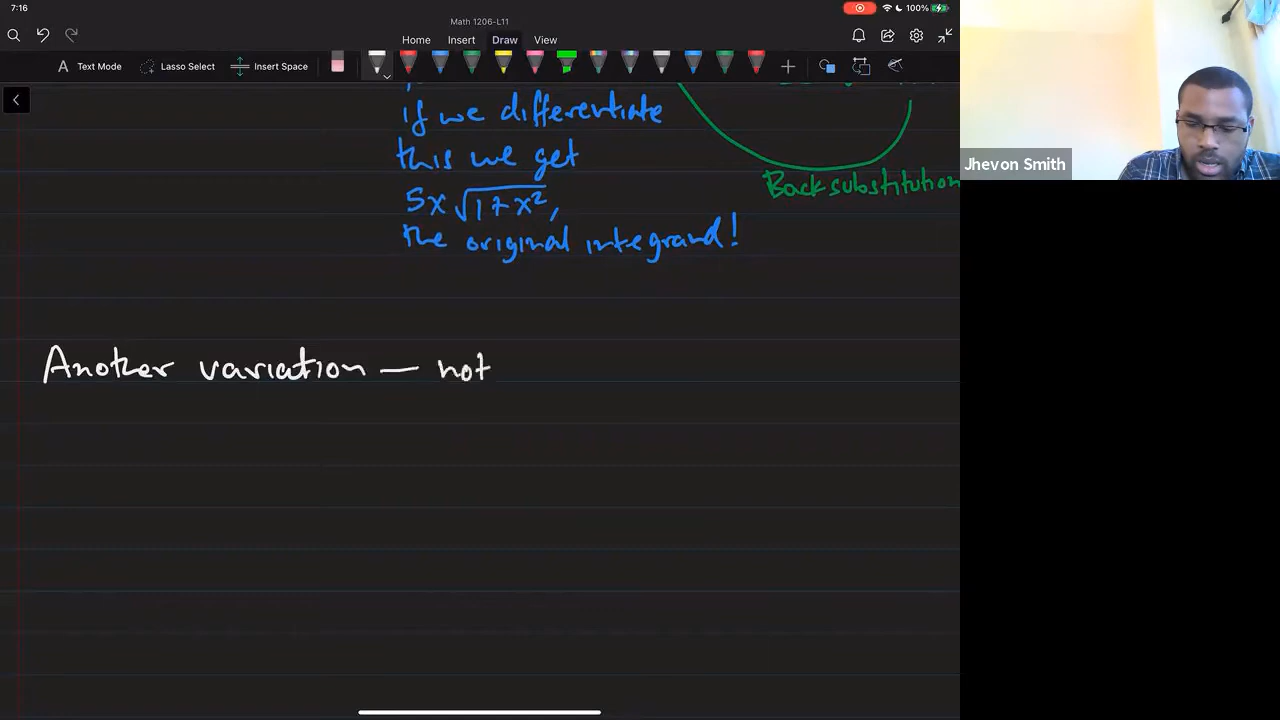 7:16
100%
Math 1206-L11
Home Insert Draw View
Text Mode Lasso Select Insert Space
if we differentiate
this we get
5x √1+x²,
the original integrand!
Back substitution
Another variation — not
Jhevon Smith